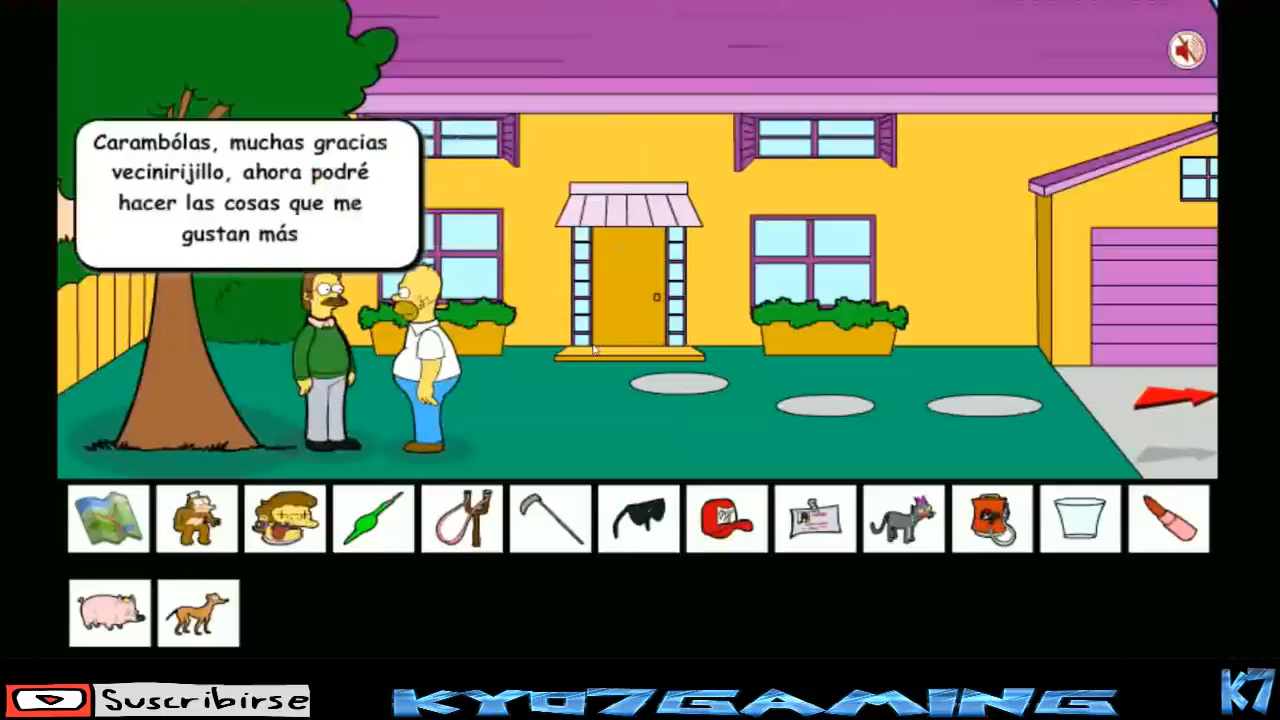 Carambólas, muchas gracias
vecinirijillo, ahora podré
hacer las cosas que me
gustan más
Suscribirse
KYO7GAMING
K7